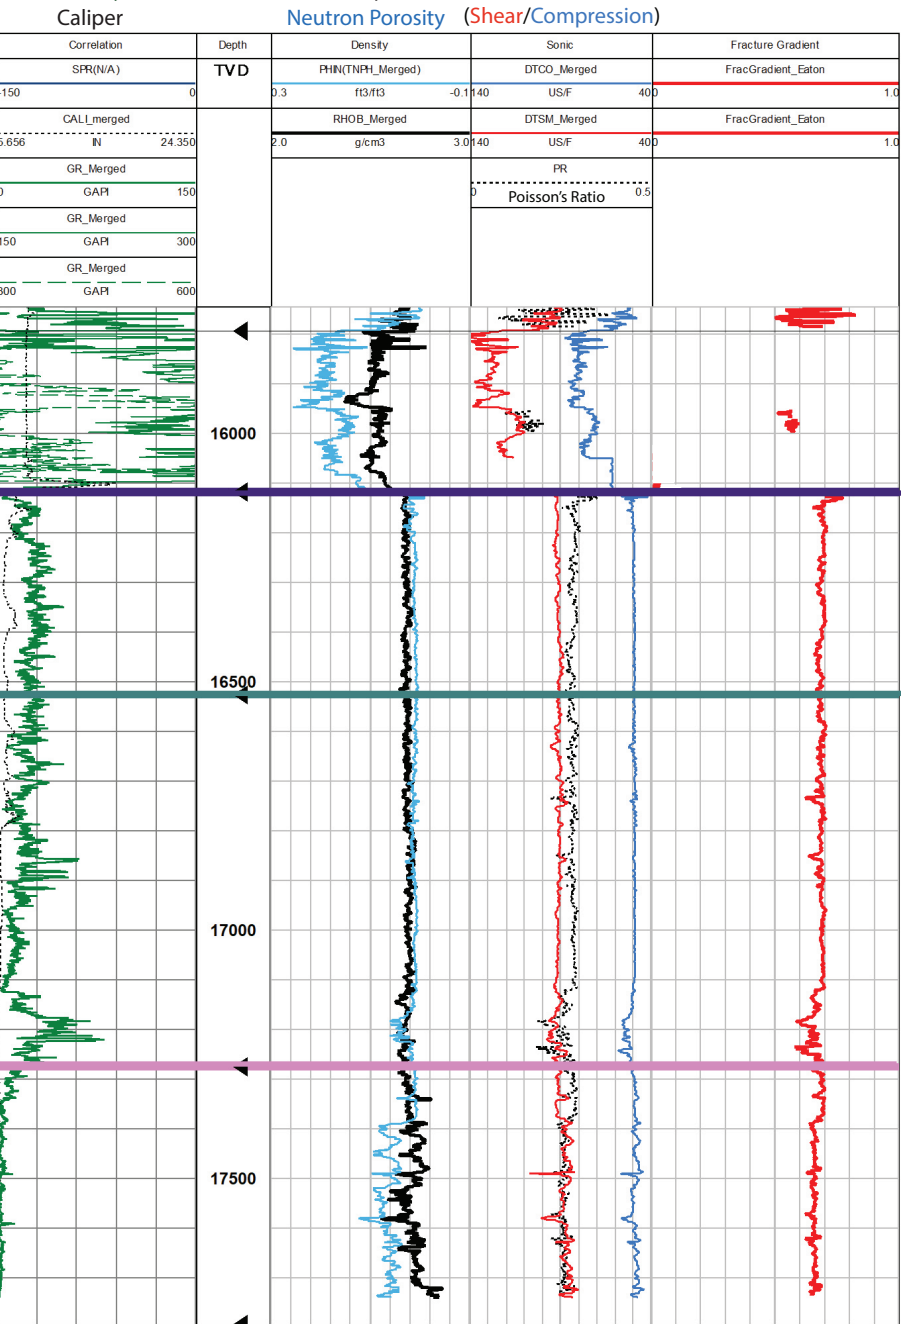 Caliper
Neutron Porosity (Shear/Compression)
Correlation Depth Density Sonic Fracture Gradient
SPR(N/A) TVD PHIN(TNPH_Merged) DTCO_Merged FracGradient_Eaton
-150 0 0.3 ft3/ft3 -0.1 140 US/F 40 0 1.0
CALI_merged RHOB_Merged DTSM_Merged FracGradient_Eaton
5.656 IN 24.350 2.0 g/cm3 3.0 140 US/F 40 0 1.0
GR_Merged PR
0 GAPI 150 0 Poisson's Ratio 0.5
GR_Merged
150 GAPI 300
GR_Merged
300 GAPI 600
16000
16500
17000
17500